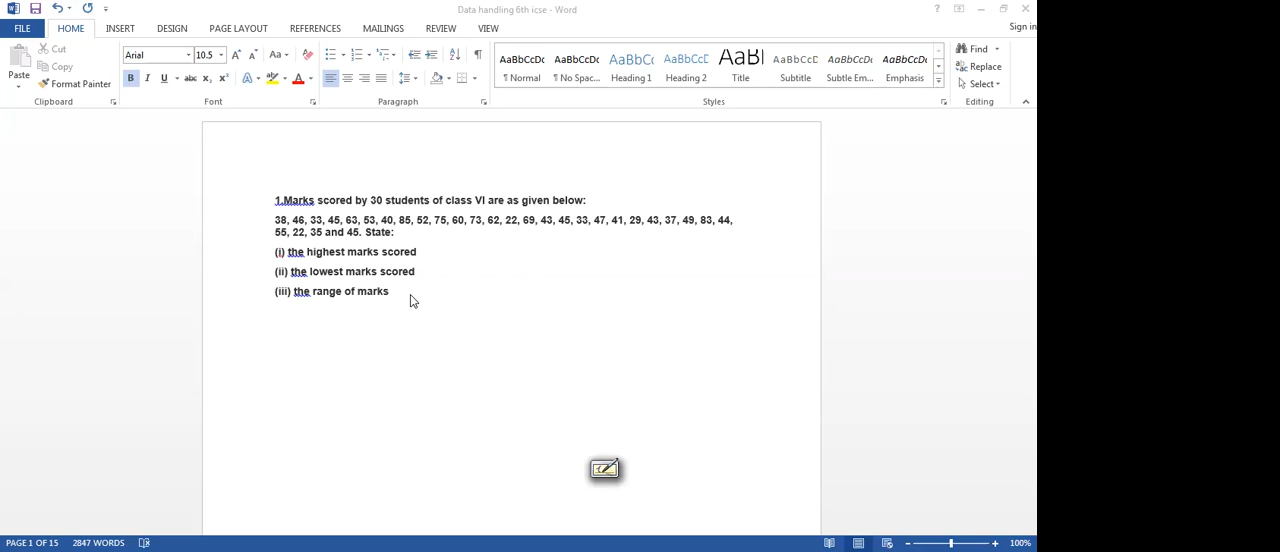 Data handling 6th icse - Word
Sign in
FILE HOME INSERT DESIGN PAGE LAYOUT REFERENCES MAILINGS REVIEW VIEW
Paste
Cut
Copy
Format Painter
Clipboard
Arial 10.5
Font
Paragraph
AaBbCcDc AaBbCcDc AaBbC( AaBbCcD AaBl AaBbCcD AaBbCcDc AaBbCcDc
¶ Normal ¶ No Spac... Heading 1 Heading 2 Title Subtitle Subtle Em... Emphasis
Styles
Find
Replace
Select
Editing
1.Marks scored by 30 students of class VI are as given below:
38, 46, 33, 45, 63, 53, 40, 85, 52, 75, 60, 73, 62, 22, 69, 43, 45, 33, 47, 41, 29, 43, 37, 49, 83, 44,
55, 22, 35 and 45. State:
(i) the highest marks scored
(ii) the lowest marks scored
(iii) the range of marks
PAGE 1 OF 15 2847 WORDS 100%